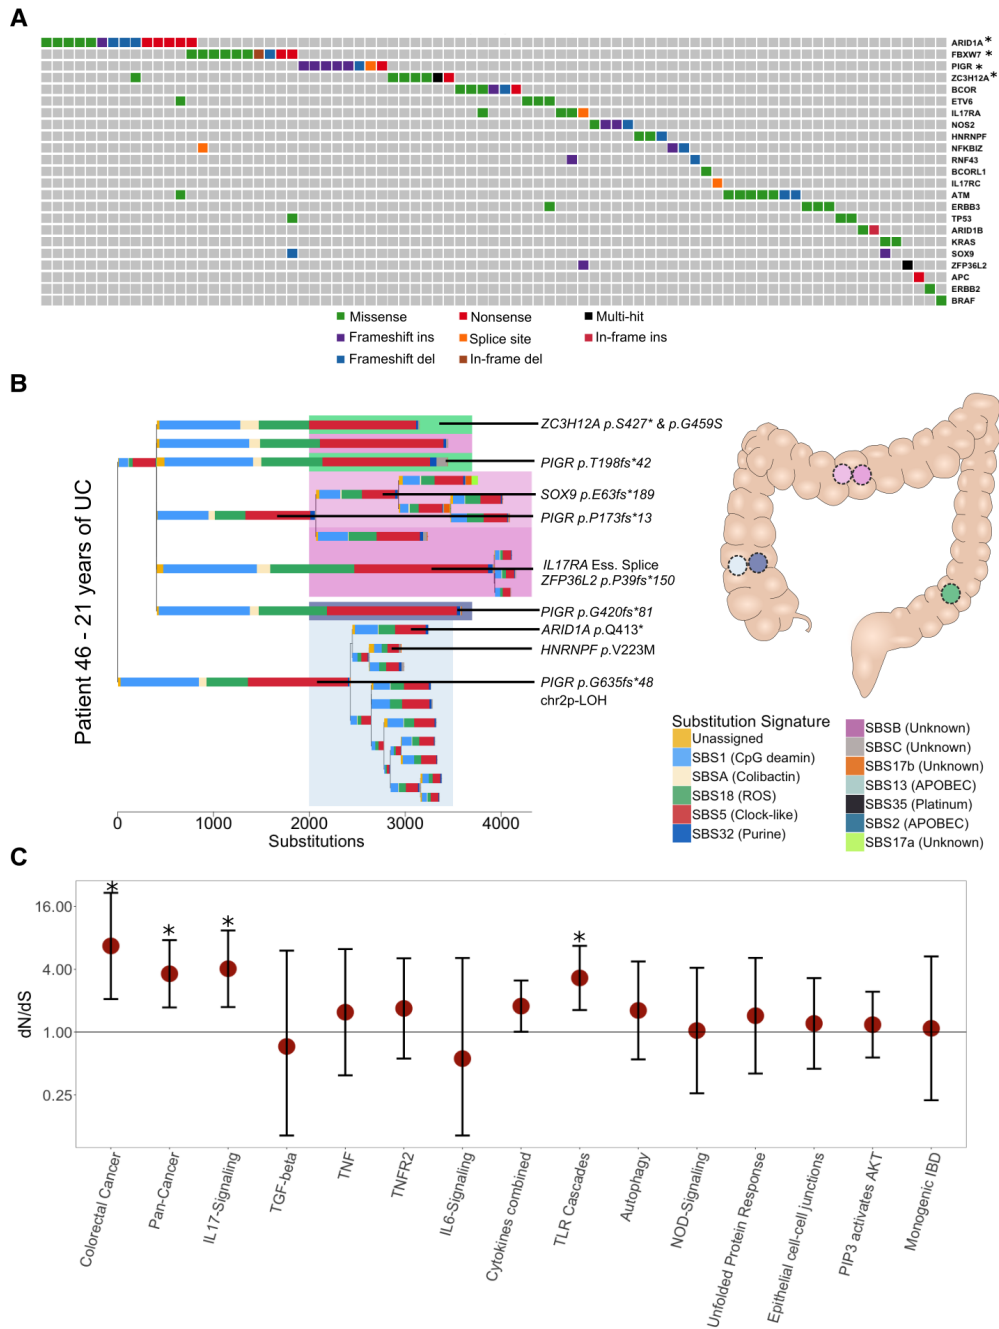 A
ARID1A *
FBXW7 *
PIGR *
ZC3H12A *
BCOR
ETV6
IL17RA
NOS2
HNRNPF
NFKBIZ
RNF43
BCORL1
IL17RC
ATM
ERBB3
TP53
ARID1B
KRAS
SOX9
ZFP36L2
APC
ERBB2
BRAF
Missense
Nonsense
Multi-hit
Frameshift ins
Splice site
In-frame ins
Frameshift del
In-frame del
B
Patient 46 - 21 years of UC
ZC3H12A p.S427* & p.G459S
PIGR p.T198fs*42
SOX9 p.E63fs*189
PIGR p.P173fs*13
IL17RA Ess. Splice
ZFP36L2 p.P39fs*150
PIGR p.G420fs*81
ARID1A p.Q413*
HNRNPF p.V223M
PIGR p.G635fs*48
chr2p-LOH
0 1000 2000 3000 4000
Substitutions
Substitution Signature
Unassigned
SBS1 (CpG deamin)
SBSA (Colibactin)
SBS18 (ROS)
SBS5 (Clock-like)
SBS32 (Purine)
SBSB (Unknown)
SBSC (Unknown)
SBS17b (Unknown)
SBS13 (APOBEC)
SBS35 (Platinum)
SBS2 (APOBEC)
SBS17a (Unknown)
C
dN/dS
16.00
4.00
1.00
0.25
* * * *
Colorectal Cancer
Pan-Cancer
IL17-Signaling
TGF-beta
TNF
TNFR2
IL6-Signaling
Cytokines combined
TLR Cascades
Autophagy
NOD-Signaling
Unfolded Protein Response
Epithelial cell-cell junctions
PIP3 activates AKT
Monogenic IBD